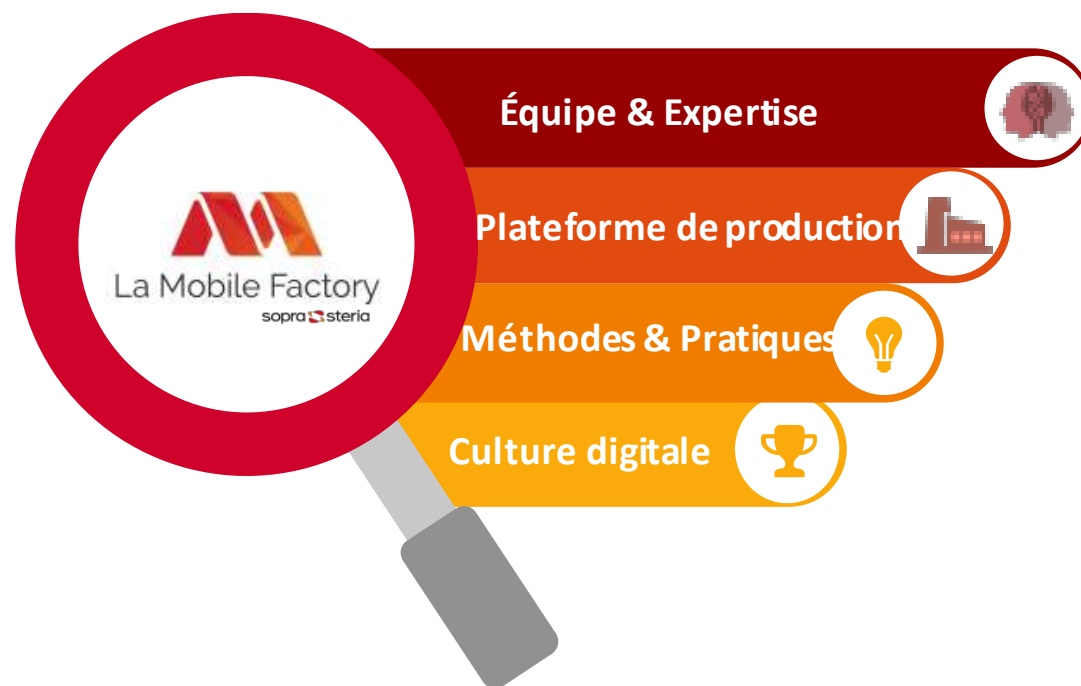 Équipe & Expertise
Plateforme de production
La Mobile Factory
sopra steria
Méthodes & Pratiques
Culture digitale